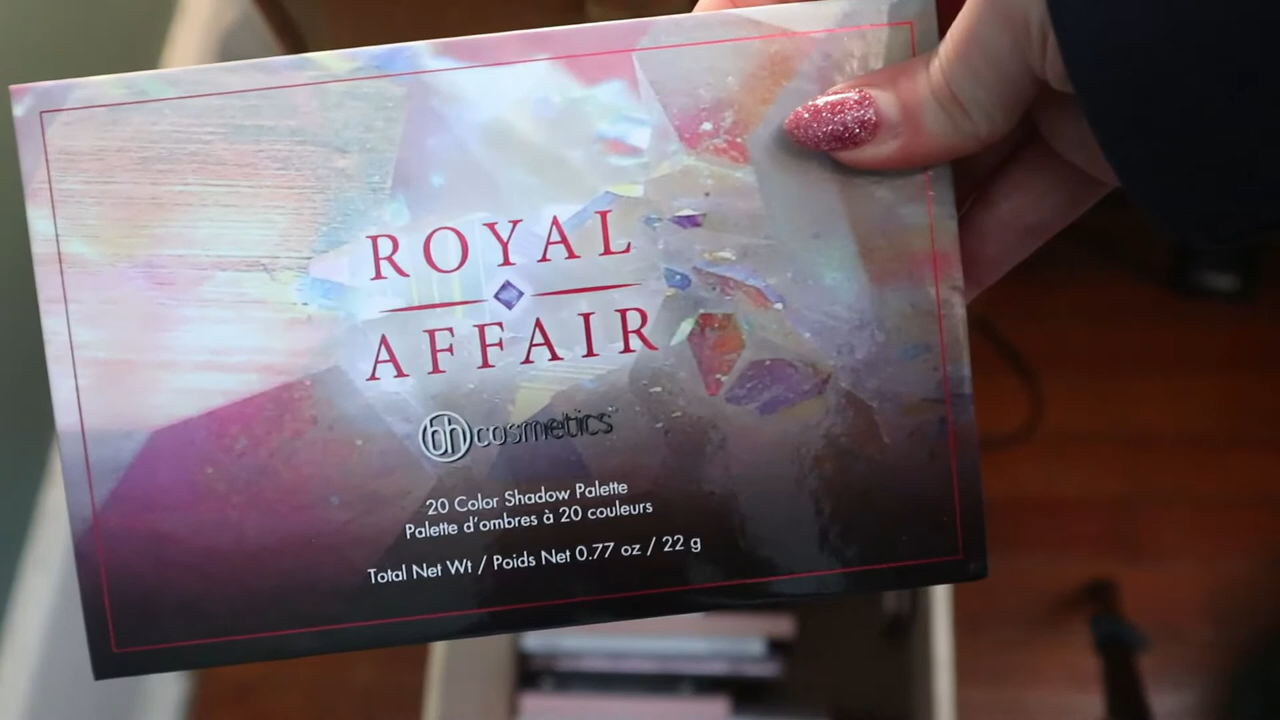 ROYAL
AFFAIR
bh cosmetics
20 Color Shadow Palette
Palette d'ombres à 20 couleurs
Total Net Wt / Poids Net 0.77 oz / 22 g